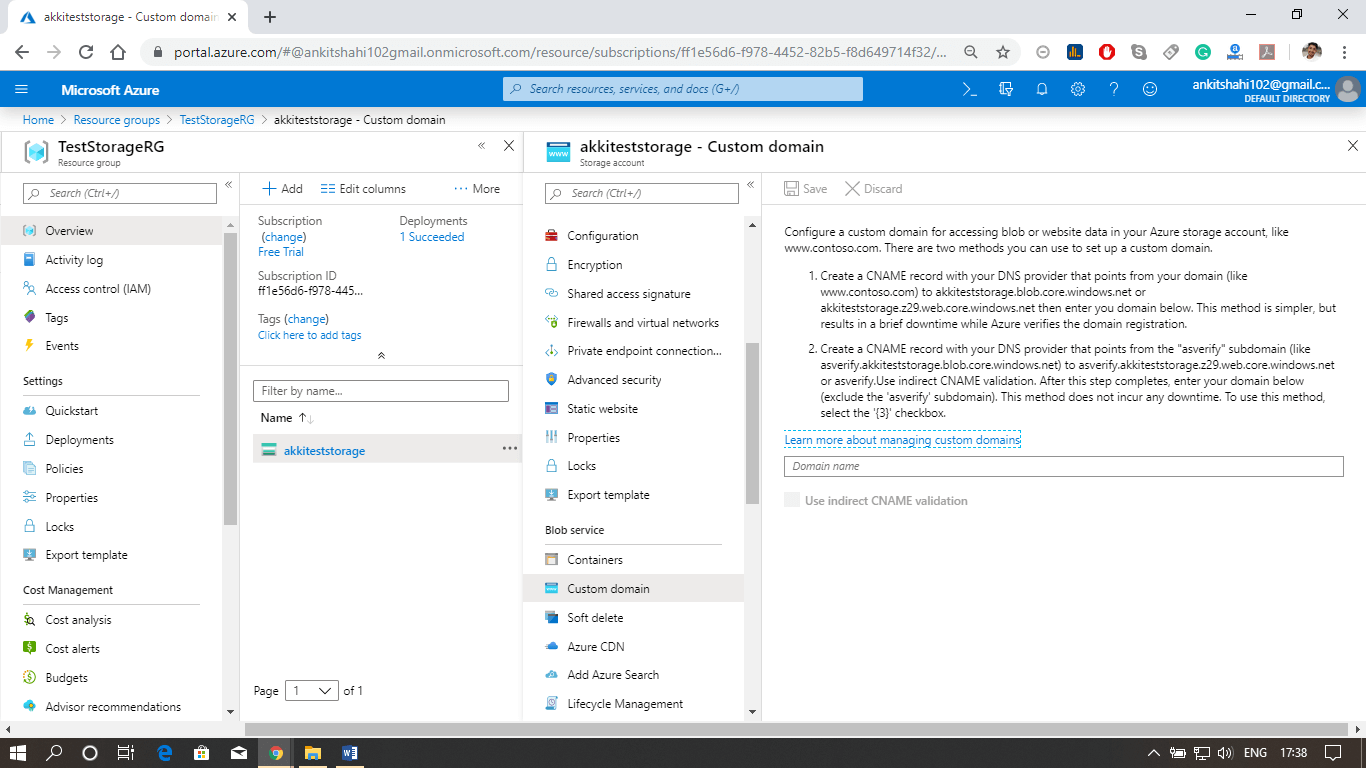 akkiteststorage - Custom domain
portal.azure.com/#@ankitshahi102gmail.onmicrosoft.com/resource/subscriptions/ff1e56d6-f978-4452-82b5-f8d649714f32/...
Microsoft Azure
Search resources, services, and docs (G+/)
ankitshahi102@gmail.c...
DEFAULT DIRECTORY
Home > Resource groups > TestStorageRG > akkiteststorage - Custom domain
TestStorageRG
Resource group
Search (Ctrl+/)
Overview
Activity log
Access control (IAM)
Tags
Events
Settings
Quickstart
Deployments
Policies
Properties
Locks
Export template
Cost Management
Cost analysis
Cost alerts
Budgets
Advisor recommendations
Add
Edit columns
More
Subscription
(change)
Free Trial
Deployments
1 Succeeded
Subscription ID
ff1e56d6-f978-445...
Tags (change)
Click here to add tags
Filter by name...
Name
akkiteststorage
Page 1 of 1
akkiteststorage - Custom domain
Storage account
Search (Ctrl+/)
Configuration
Encryption
Shared access signature
Firewalls and virtual networks
Private endpoint connection...
Advanced security
Static website
Properties
Locks
Export template
Blob service
Containers
Custom domain
Soft delete
Azure CDN
Add Azure Search
Lifecycle Management
Save
Discard
Configure a custom domain for accessing blob or website data in your Azure storage account, like
www.contoso.com. There are two methods you can use to set up a custom domain.
1. Create a CNAME record with your DNS provider that points from your domain (like
www.contoso.com) to akkiteststorage.blob.core.windows.net or
akkiteststorage.z29.web.core.windows.net then enter you domain below. This method is simpler, but
results in a brief downtime while Azure verifies the domain registration.
2. Create a CNAME record with your DNS provider that points from the "asverify" subdomain (like
asverify.akkiteststorage.blob.core.windows.net) to asverify.akkiteststorage.z29.web.core.windows.net
or asverify.Use indirect CNAME validation. After this step completes, enter your domain below
(exclude the 'asverify' subdomain). This method does not incur any downtime. To use this method,
select the '{3}' checkbox.
Learn more about managing custom domains
Domain name
Use indirect CNAME validation
ENG
17:38